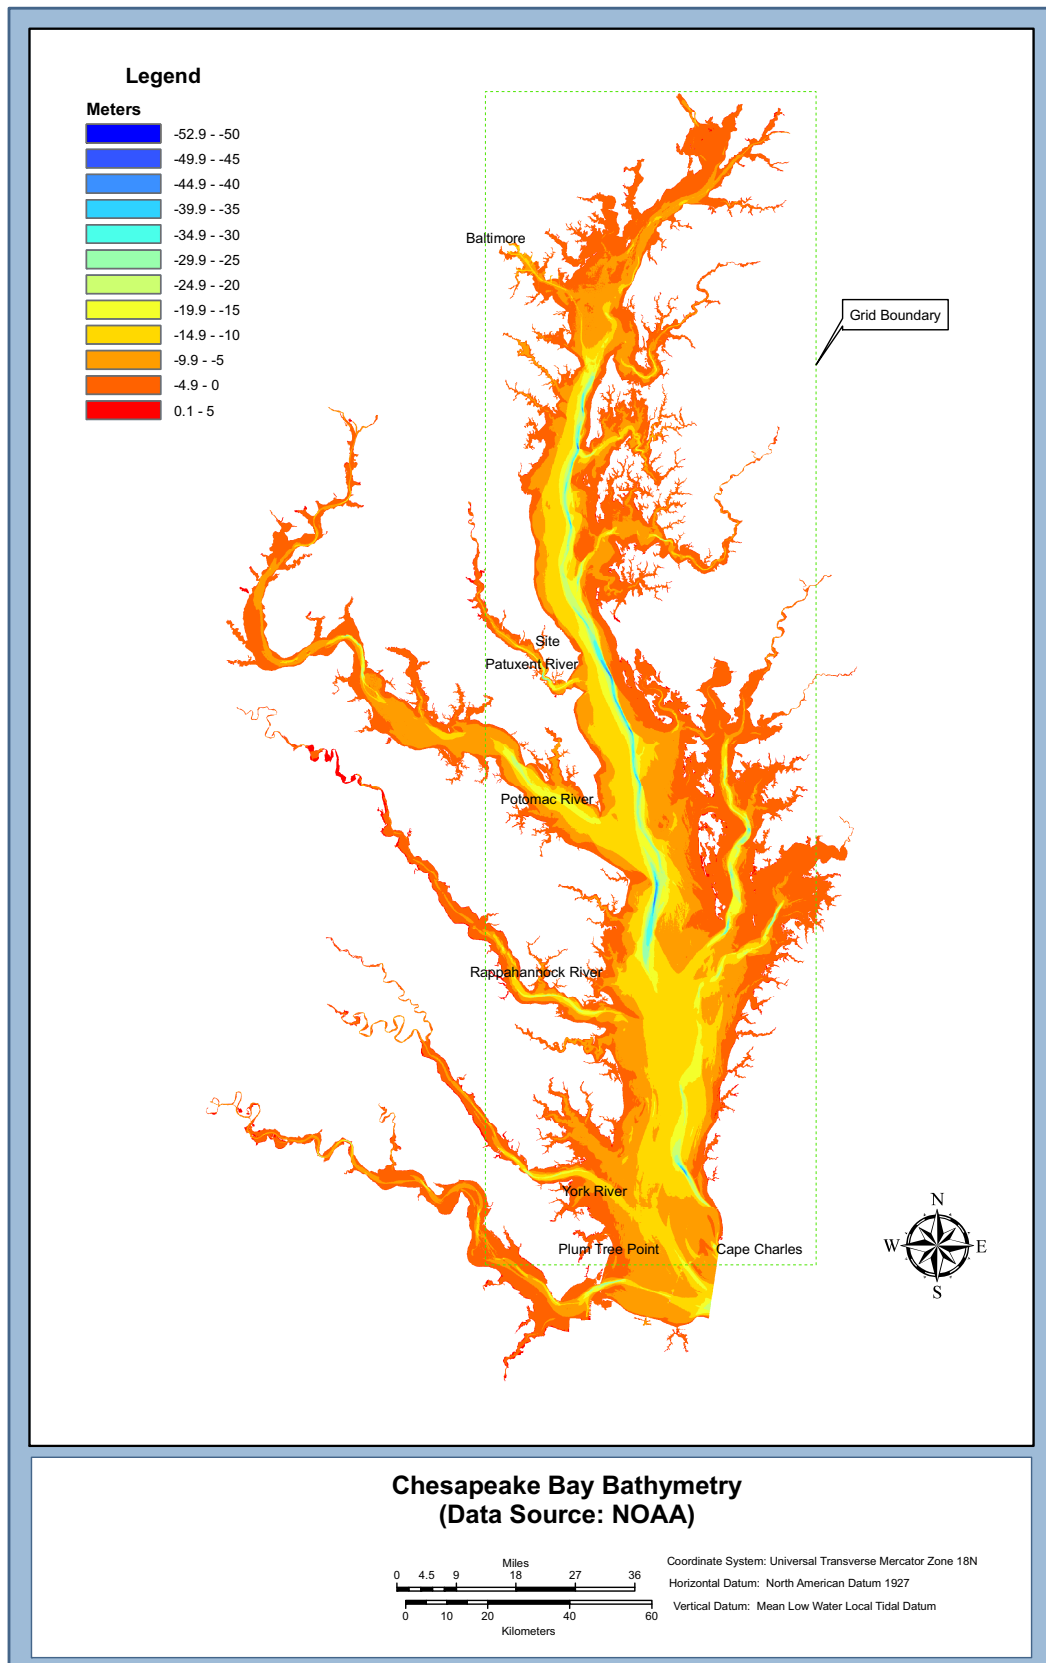 Legend
Meters
-52.9 - -50
-49.9 - -45
-44.9 - -40
-39.9 - -35
-34.9 - -30
-29.9 - -25
-24.9 - -20
-19.9 - -15
-14.9 - -10
-9.9 - -5
-4.9 - 0
0.1 - 5
Baltimore
Grid Boundary
Site
Patuxent River
Potomac River
Rappahannock River
York River
Plum Tree Point
Cape Charles
N
W
E
S
Chesapeake Bay Bathymetry
(Data Source: NOAA)
Miles
0 4.5 9 18 27 36
0 10 20 40 60
Kilometers
Coordinate System: Universal Transverse Mercator Zone 18N
Horizontal Datum: North American Datum 1927
Vertical Datum: Mean Low Water Local Tidal Datum